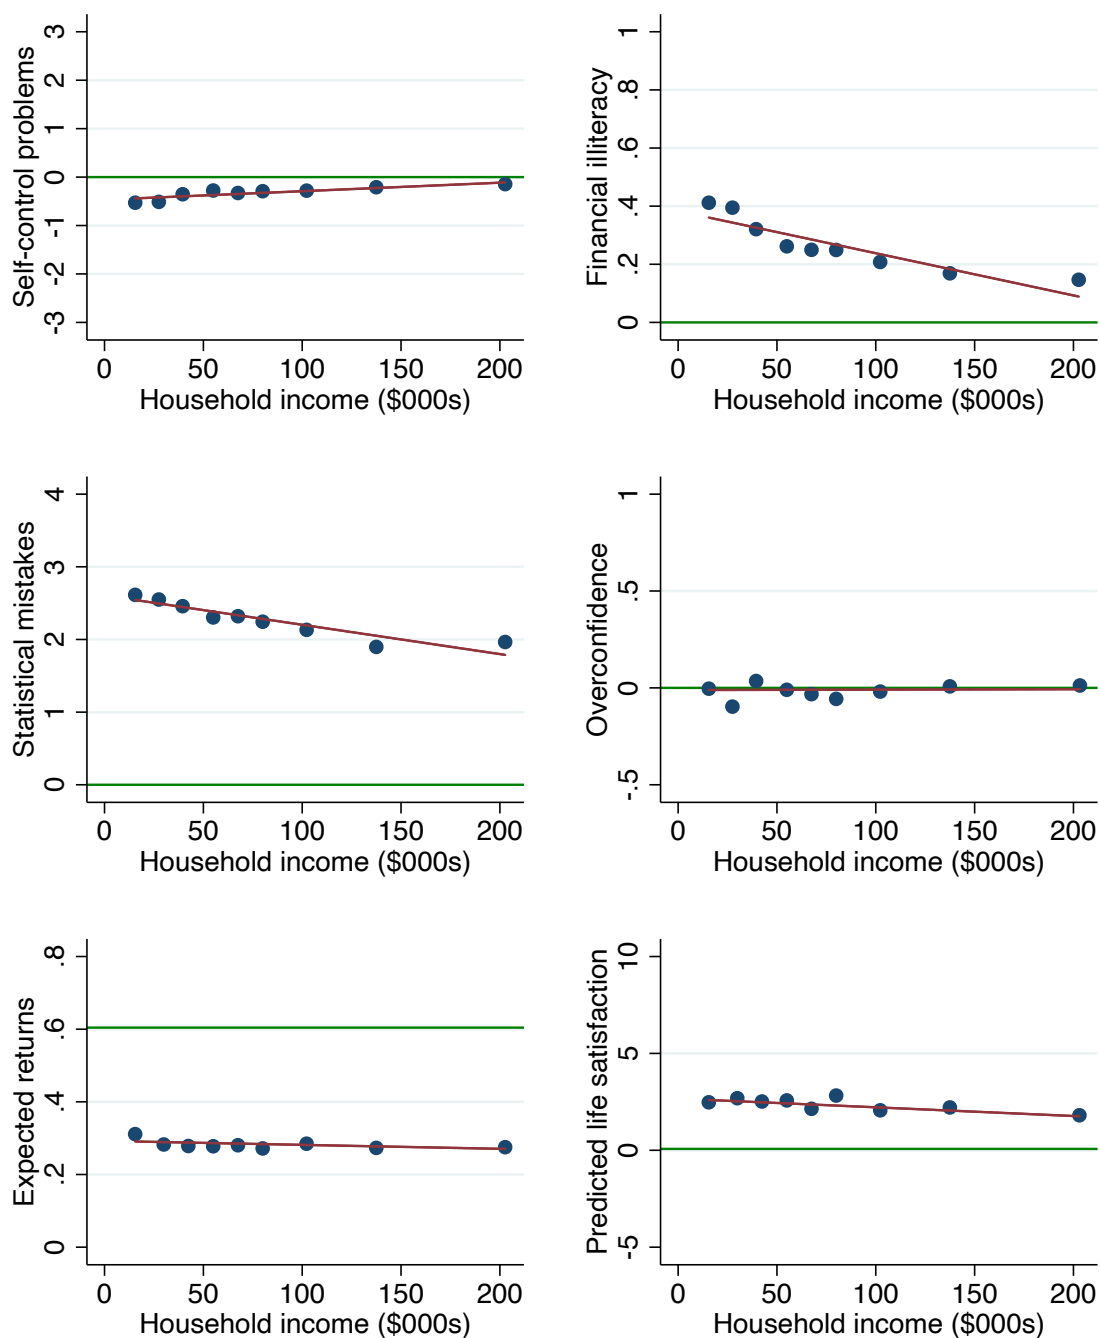 Self-control problems
3
2
1
0
-1
-2
-3
0 50 100 150 200
Household income ($000s)
Financial illiteracy
1
.8
.6
.4
.2
0
0 50 100 150 200
Household income ($000s)
Statistical mistakes
4
3
2
1
0
0 50 100 150 200
Household income ($000s)
Overconfidence
1
.5
0
-.5
0 50 100 150 200
Household income ($000s)
Expected returns
.8
.6
.4
.2
0
0 50 100 150 200
Household income ($000s)
Predicted life satisfaction
10
5
0
-5
0 50 100 150 200
Household income ($000s)